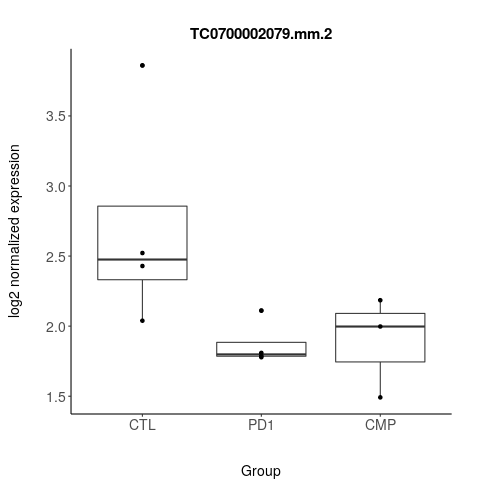 TC0700002079.mm.2
log2 normalized expression
3.5
3.0
2.5
2.0
1.5
CTL
PD1
CMP
Group